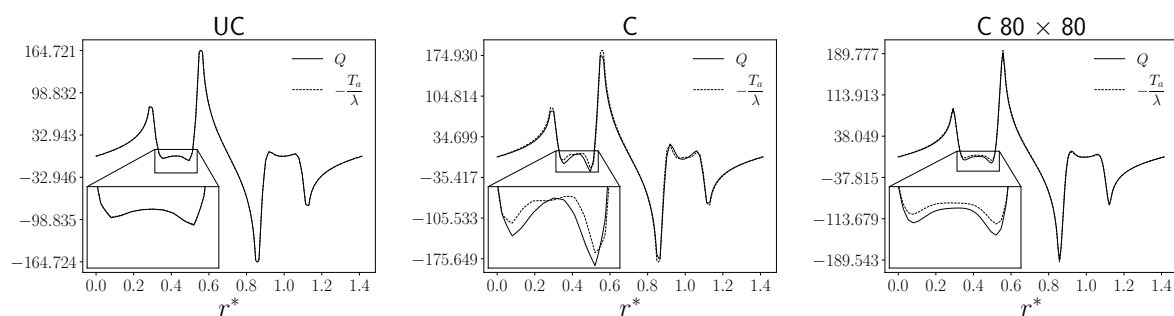 UC
164.721
98.832
32.943
−32.946
−98.835
−164.724
Q
−T_a/λ
0.0 0.2 0.4 0.6 0.8 1.0 1.2 1.4
r*
C
174.930
104.814
34.699
−35.417
−105.533
−175.649
Q
−T_a/λ
0.0 0.2 0.4 0.6 0.8 1.0 1.2 1.4
r*
C 80 × 80
189.777
113.913
38.049
−37.815
−113.679
−189.543
Q
−T_a/λ
0.0 0.2 0.4 0.6 0.8 1.0 1.2 1.4
r*